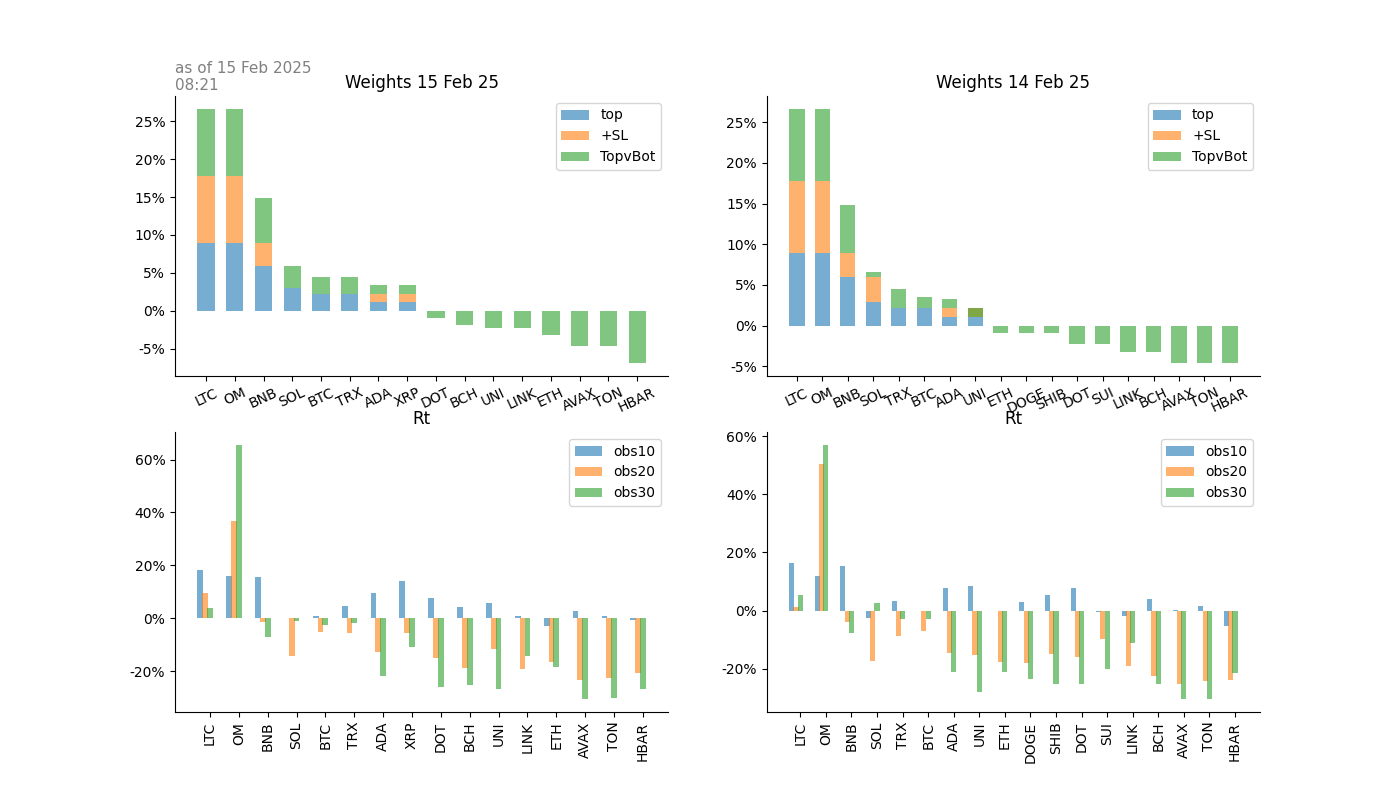 as of 15 Feb 2025
08:21
Weights 15 Feb 25
25%
20%
15%
10%
5%
0%
-5%
top
+SL
TopvBot
LTC OM BNB SOL BTC TRX ADA XRP DOT BCH UNI LINK ETH AVAX TON HBAR
Weights 14 Feb 25
25%
20%
15%
10%
5%
0%
-5%
top
+SL
TopvBot
LTC OM BNB SOL TRX BTC ADA UNI ETH DOGE SHIB DOT SUI LINK BCH AVAX TON HBAR
Rt
60%
40%
20%
0%
-20%
obs10
obs20
obs30
LTC OM BNB SOL BTC TRX ADA XRP DOT BCH UNI LINK ETH AVAX TON HBAR
Rt
60%
40%
20%
0%
-20%
obs10
obs20
obs30
LTC OM BNB SOL TRX BTC ADA UNI ETH DOGE SHIB DOT SUI LINK BCH AVAX TON HBAR